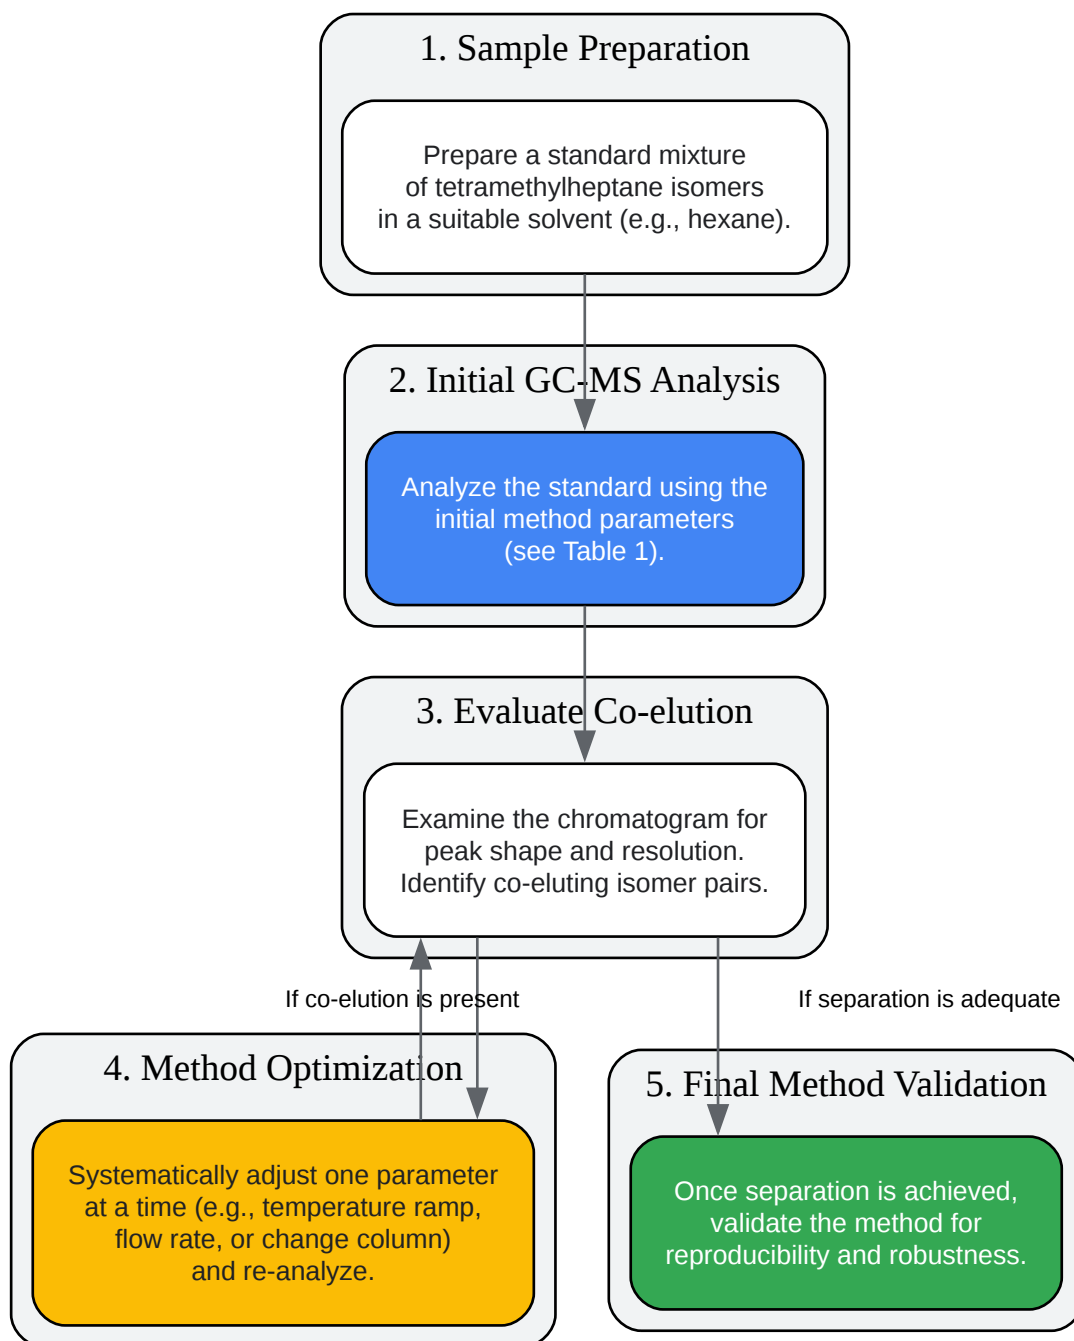 1. Sample Preparation
Prepare a standard mixture
of tetramethylheptane isomers
in a suitable solvent (e.g., hexane).
2. Initial GC-MS Analysis
Analyze the standard using the
initial method parameters
(see Table 1).
3. Evaluate Co-elution
Examine the chromatogram for
peak shape and resolution.
Identify co-eluting isomer pairs.
If co-elution is present
If separation is adequate
4. Method Optimization
Systematically adjust one parameter
at a time (e.g., temperature ramp,
flow rate, or change column)
and re-analyze.
5. Final Method Validation
Once separation is achieved,
validate the method for
reproducibility and robustness.